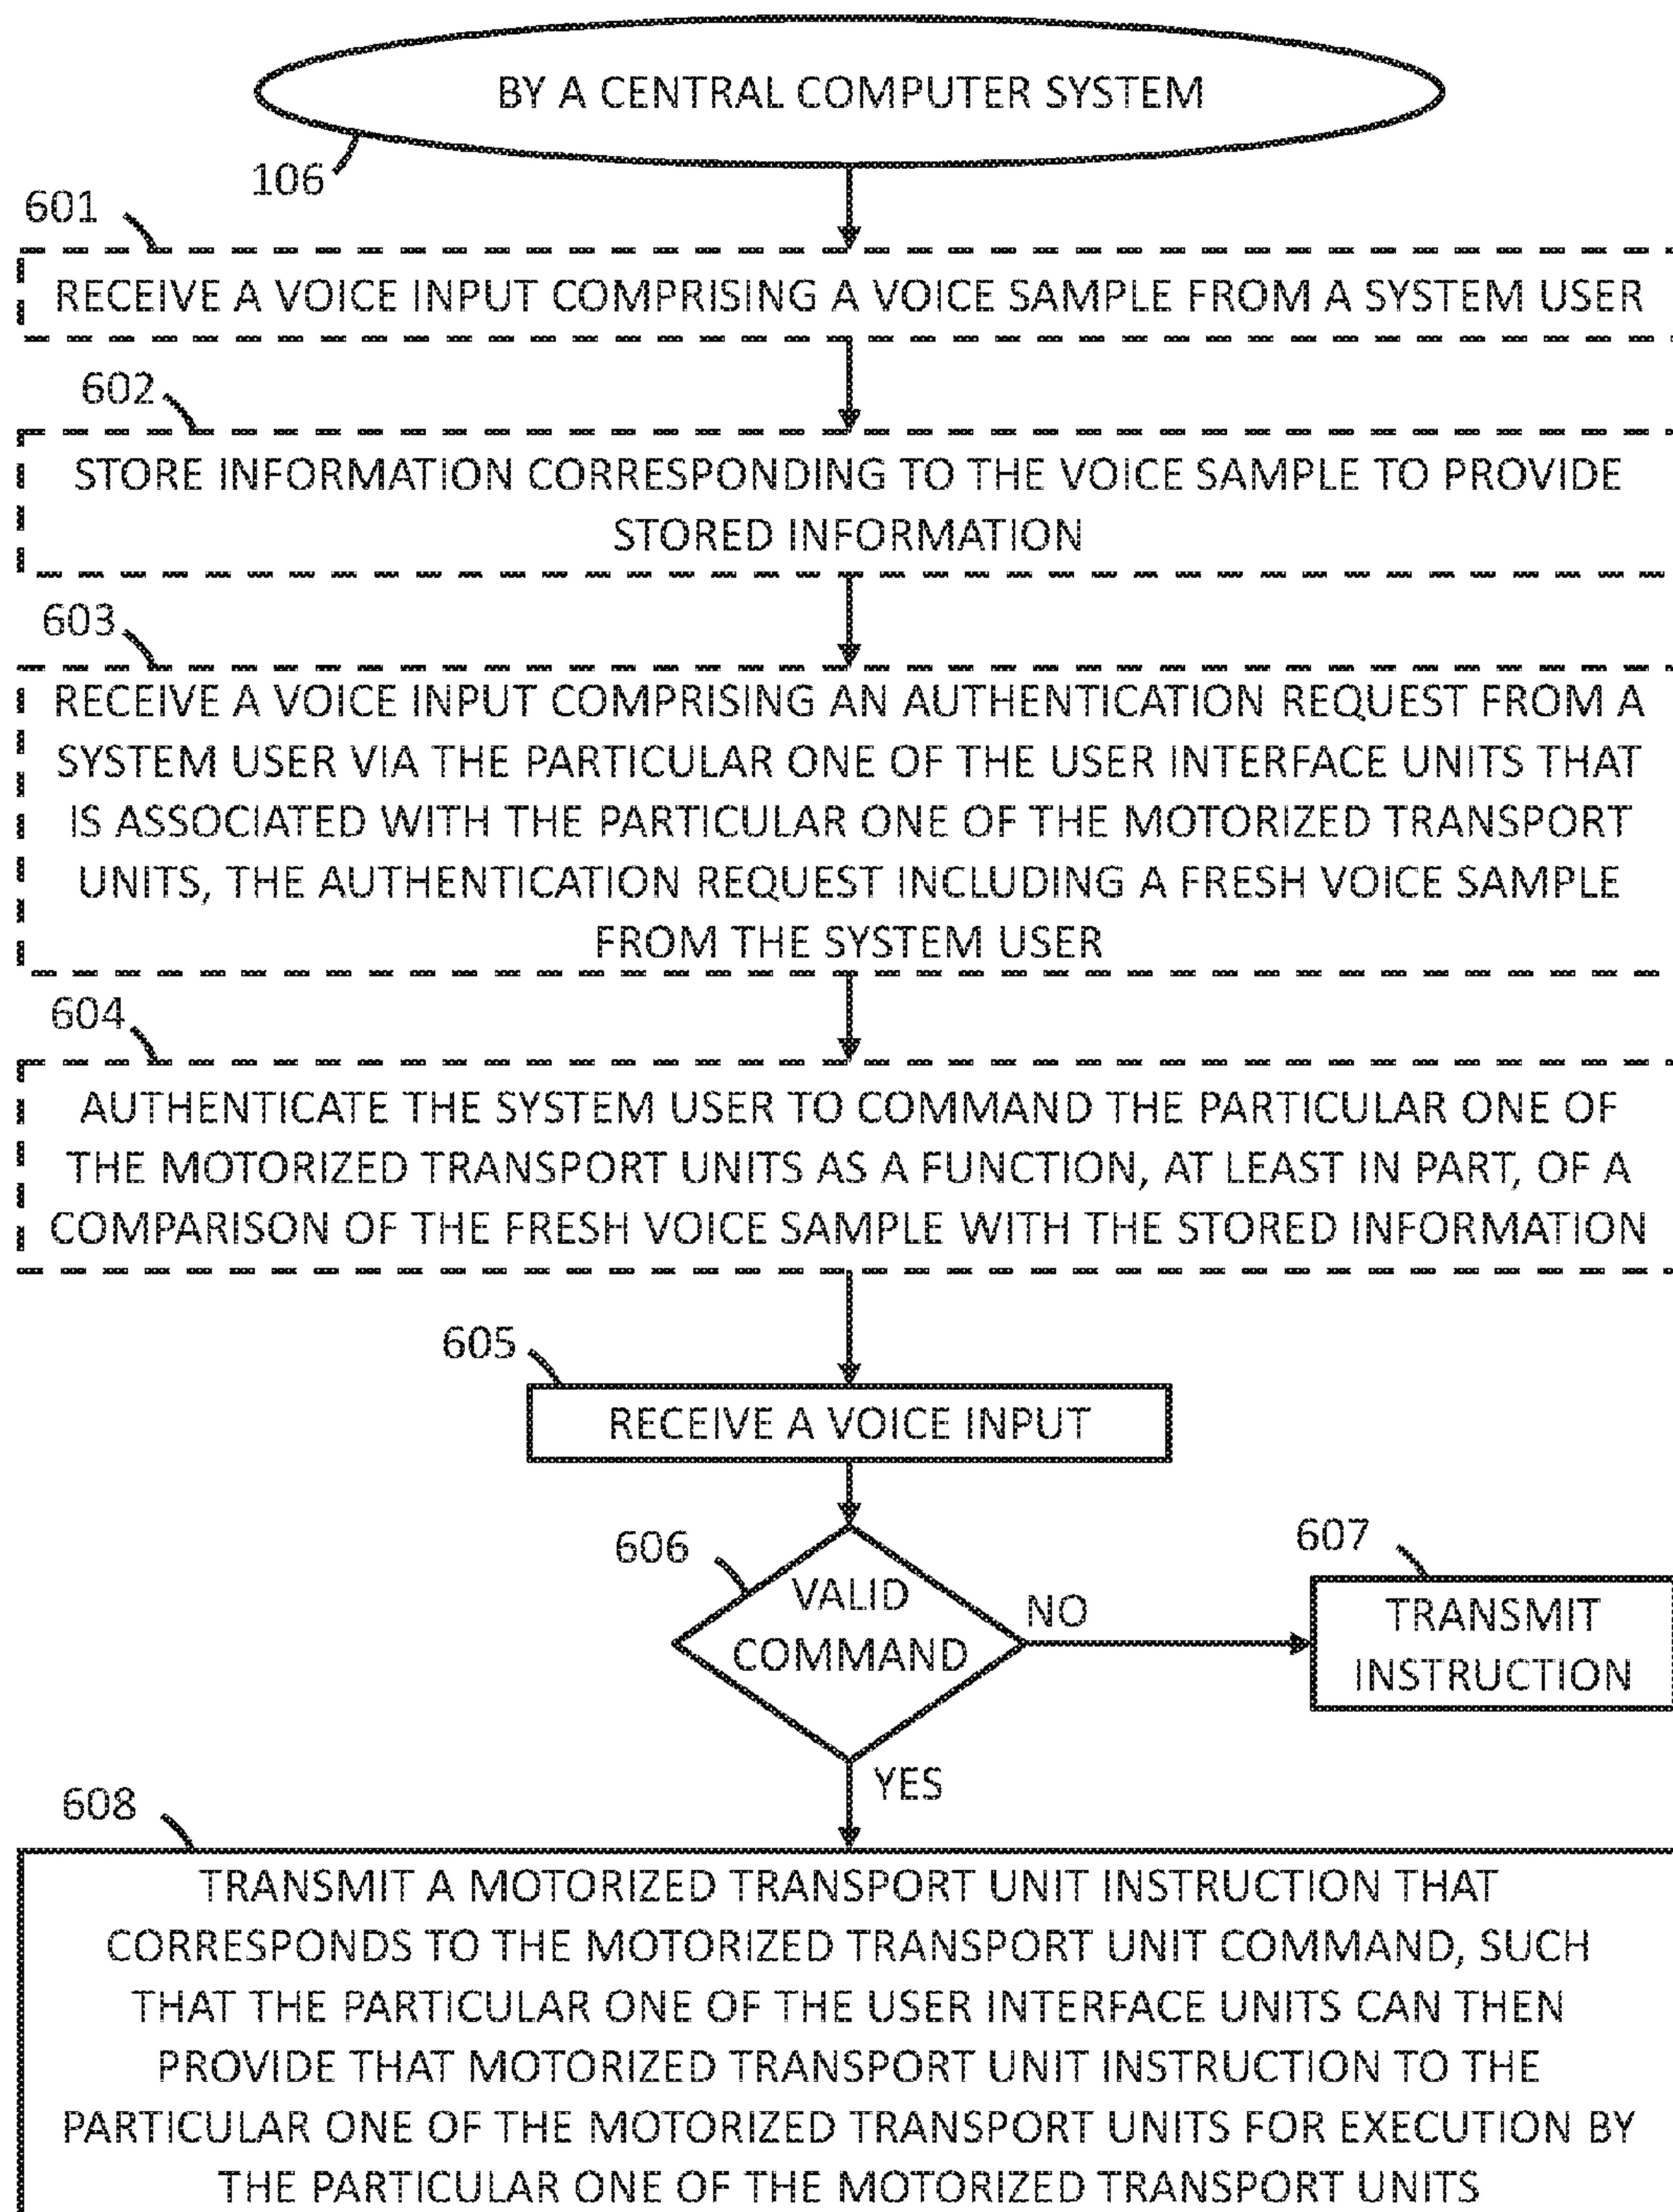 BY A CENTRAL COMPUTER SYSTEM
106
601
RECEIVE A VOICE INPUT COMPRISING A VOICE SAMPLE FROM A SYSTEM USER
602
STORE INFORMATION CORRESPONDING TO THE VOICE SAMPLE TO PROVIDE
STORED INFORMATION
603
RECEIVE A VOICE INPUT COMPRISING AN AUTHENTICATION REQUEST FROM A
SYSTEM USER VIA THE PARTICULAR ONE OF THE USER INTERFACE UNITS THAT
IS ASSOCIATED WITH THE PARTICULAR ONE OF THE MOTORIZED TRANSPORT
UNITS, THE AUTHENTICATION REQUEST INCLUDING A FRESH VOICE SAMPLE
FROM THE SYSTEM USER
604
AUTHENTICATE THE SYSTEM USER TO COMMAND THE PARTICULAR ONE OF
THE MOTORIZED TRANSPORT UNITS AS A FUNCTION, AT LEAST IN PART, OF A
COMPARISON OF THE FRESH VOICE SAMPLE WITH THE STORED INFORMATION
605
RECEIVE A VOICE INPUT
606
VALID
COMMAND
NO
607
TRANSMIT
INSTRUCTION
YES
608
TRANSMIT A MOTORIZED TRANSPORT UNIT INSTRUCTION THAT
CORRESPONDS TO THE MOTORIZED TRANSPORT UNIT COMMAND, SUCH
THAT THE PARTICULAR ONE OF THE USER INTERFACE UNITS CAN THEN
PROVIDE THAT MOTORIZED TRANSPORT UNIT INSTRUCTION TO THE
PARTICULAR ONE OF THE MOTORIZED TRANSPORT UNITS FOR EXECUTION BY
THE PARTICULAR ONE OF THE MOTORIZED TRANSPORT UNITS